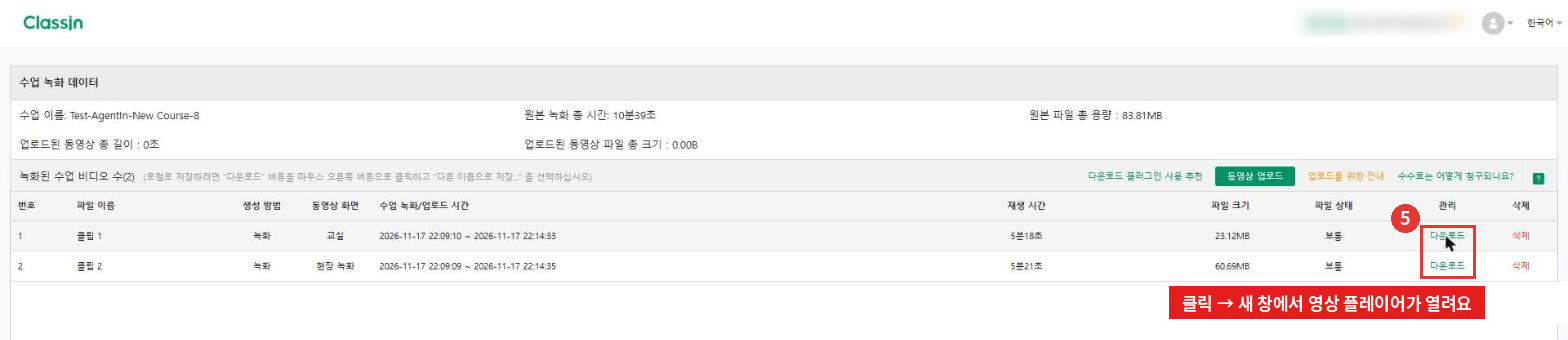 ClassIn
한국어
수업 녹화 데이터
수업 이름: Test-AgentIn-New Course-8 원본 녹화 총 시간: 10분39초 원본 파일 총 용량 : 83.81MB
업로드된 동영상 총 길이 : 0초 업로드된 동영상 파일 총 크기 : 0.00B
녹화된 수업 비디오 수(2) (로컬로 저장하려면 "다운로드" 버튼을 마우스 오른쪽 버튼으로 클릭하고 "다른 이름으로 저장..." 을 선택하십시오) 다운로드 플러그인 사용 추천 동영상 업로드 업로드를 위한 안내 수수료는 어떻게 청구되나요? ?
번호 파일 이름 생성 방법 동영상 화면 수업 녹화/업로드 시간 재생 시간 파일 크기 파일 상태 관리 삭제
5
1 클립 1 녹화 교실 2026-11-17 22:09:10 ~ 2026-11-17 22:14:33 5분18초 23.12MB 보통 다운로드 삭제
2 클립 2 녹화 현장 녹화 2026-11-17 22:09:09 ~ 2026-11-17 22:14:35 5분21초 60.69MB 보통 다운로드 삭제
클릭 → 새 창에서 영상 플레이어가 열려요